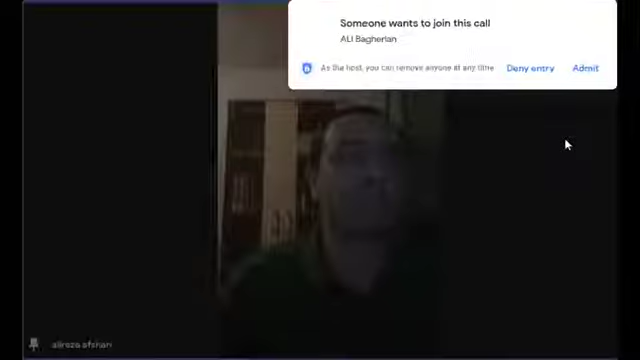 Someone wants to join this call
ALI Bagherian
As the host, you can remove anyone at any time
Deny entry
Admit
alireza afshari